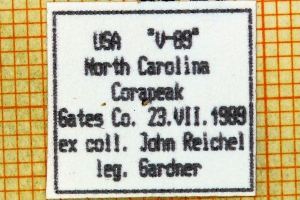 USA "V-89"
North Carolina
Corapeak
Gates Co. 23.VII.1989
ex coll. John Reichel
leg. Gardner